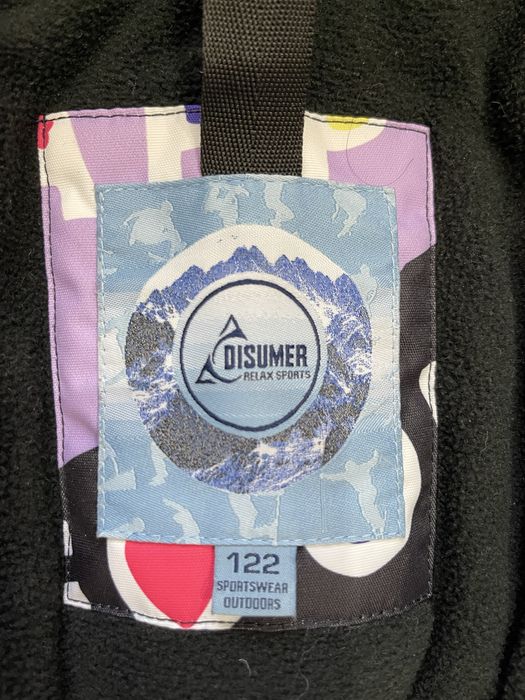 DISUMER
RELAX SPORTS
122
SPORTSWEAR
OUTDOORS